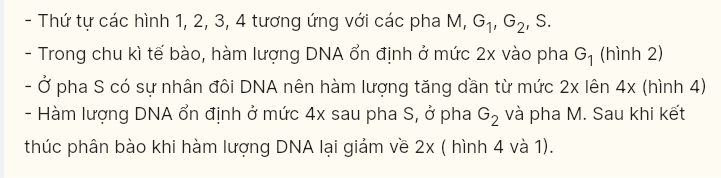 - Thứ tự các hình 1, 2, 3, 4 tương ứng với các pha M, G₁, G₂, S.
- Trong chu kì tế bào, hàm lượng DNA ổn định ở mức 2x vào pha G₁ (hình 2)
- Ở pha S có sự nhân đôi DNA nên hàm lượng tăng dần từ mức 2x lên 4x (hình 4)
- Hàm lượng DNA ổn định ở mức 4x sau pha S, ở pha G₂ và pha M. Sau khi kết
thúc phân bào khi hàm lượng DNA lại giảm về 2x ( hình 4 và 1).